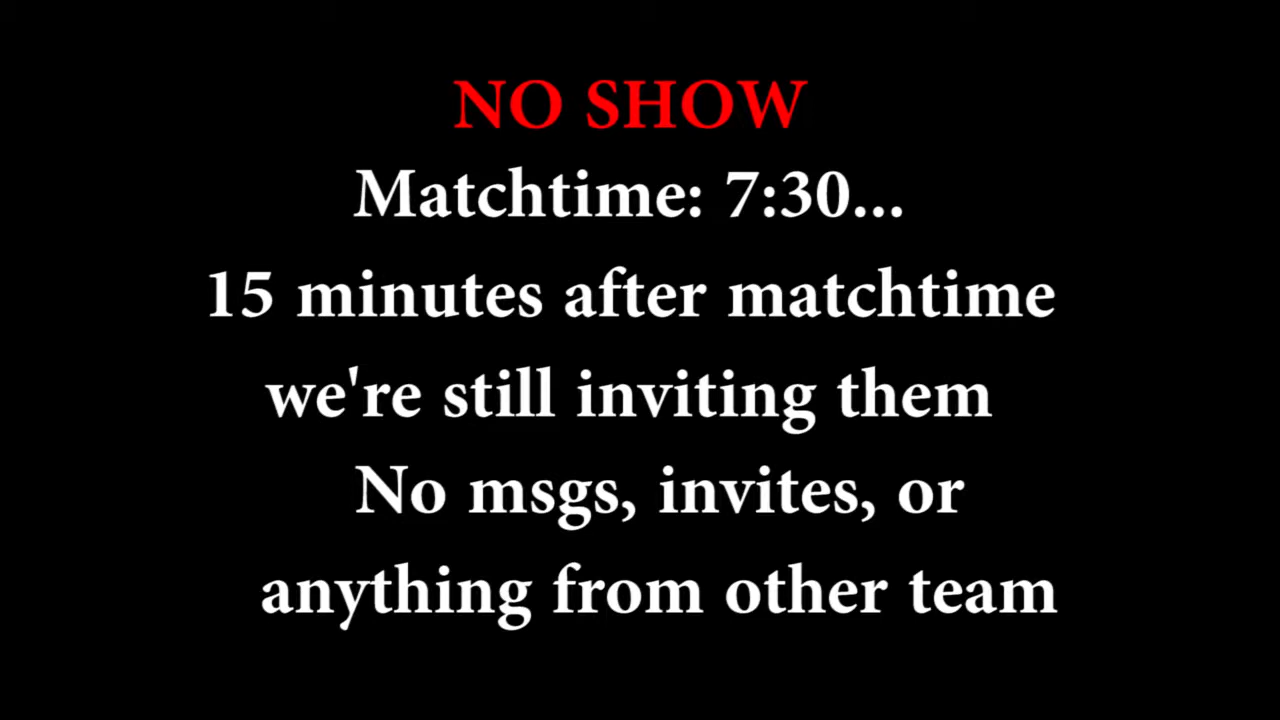 NO SHOW
Matchtime: 7:30...
15 minutes after matchtime
we're still inviting them
No msgs, invites, or
anything from other team